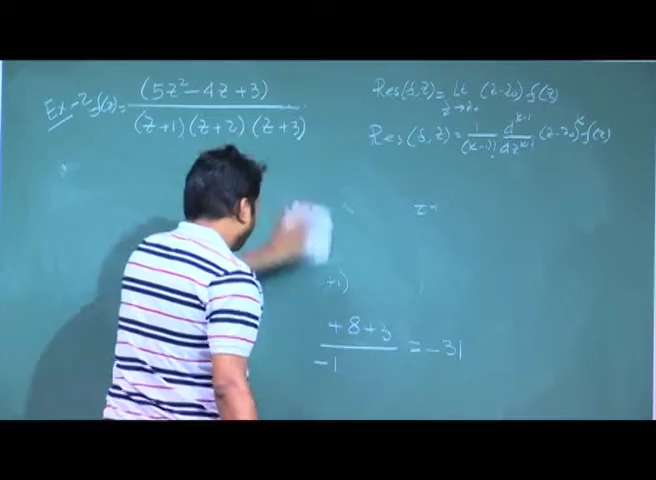 Ex-2 f(z) = (5z² - 4z + 3) / (z+1)(z+2)(z+3)
Res(f, z) = Lt z→z₀ (z-z₀) f(z)
Res(f, z) = 1/(k-1)! d^(k-1)/dz^(k-1) (z-z₀)^k f(z)
+1)
+8+3 / -1 = -31